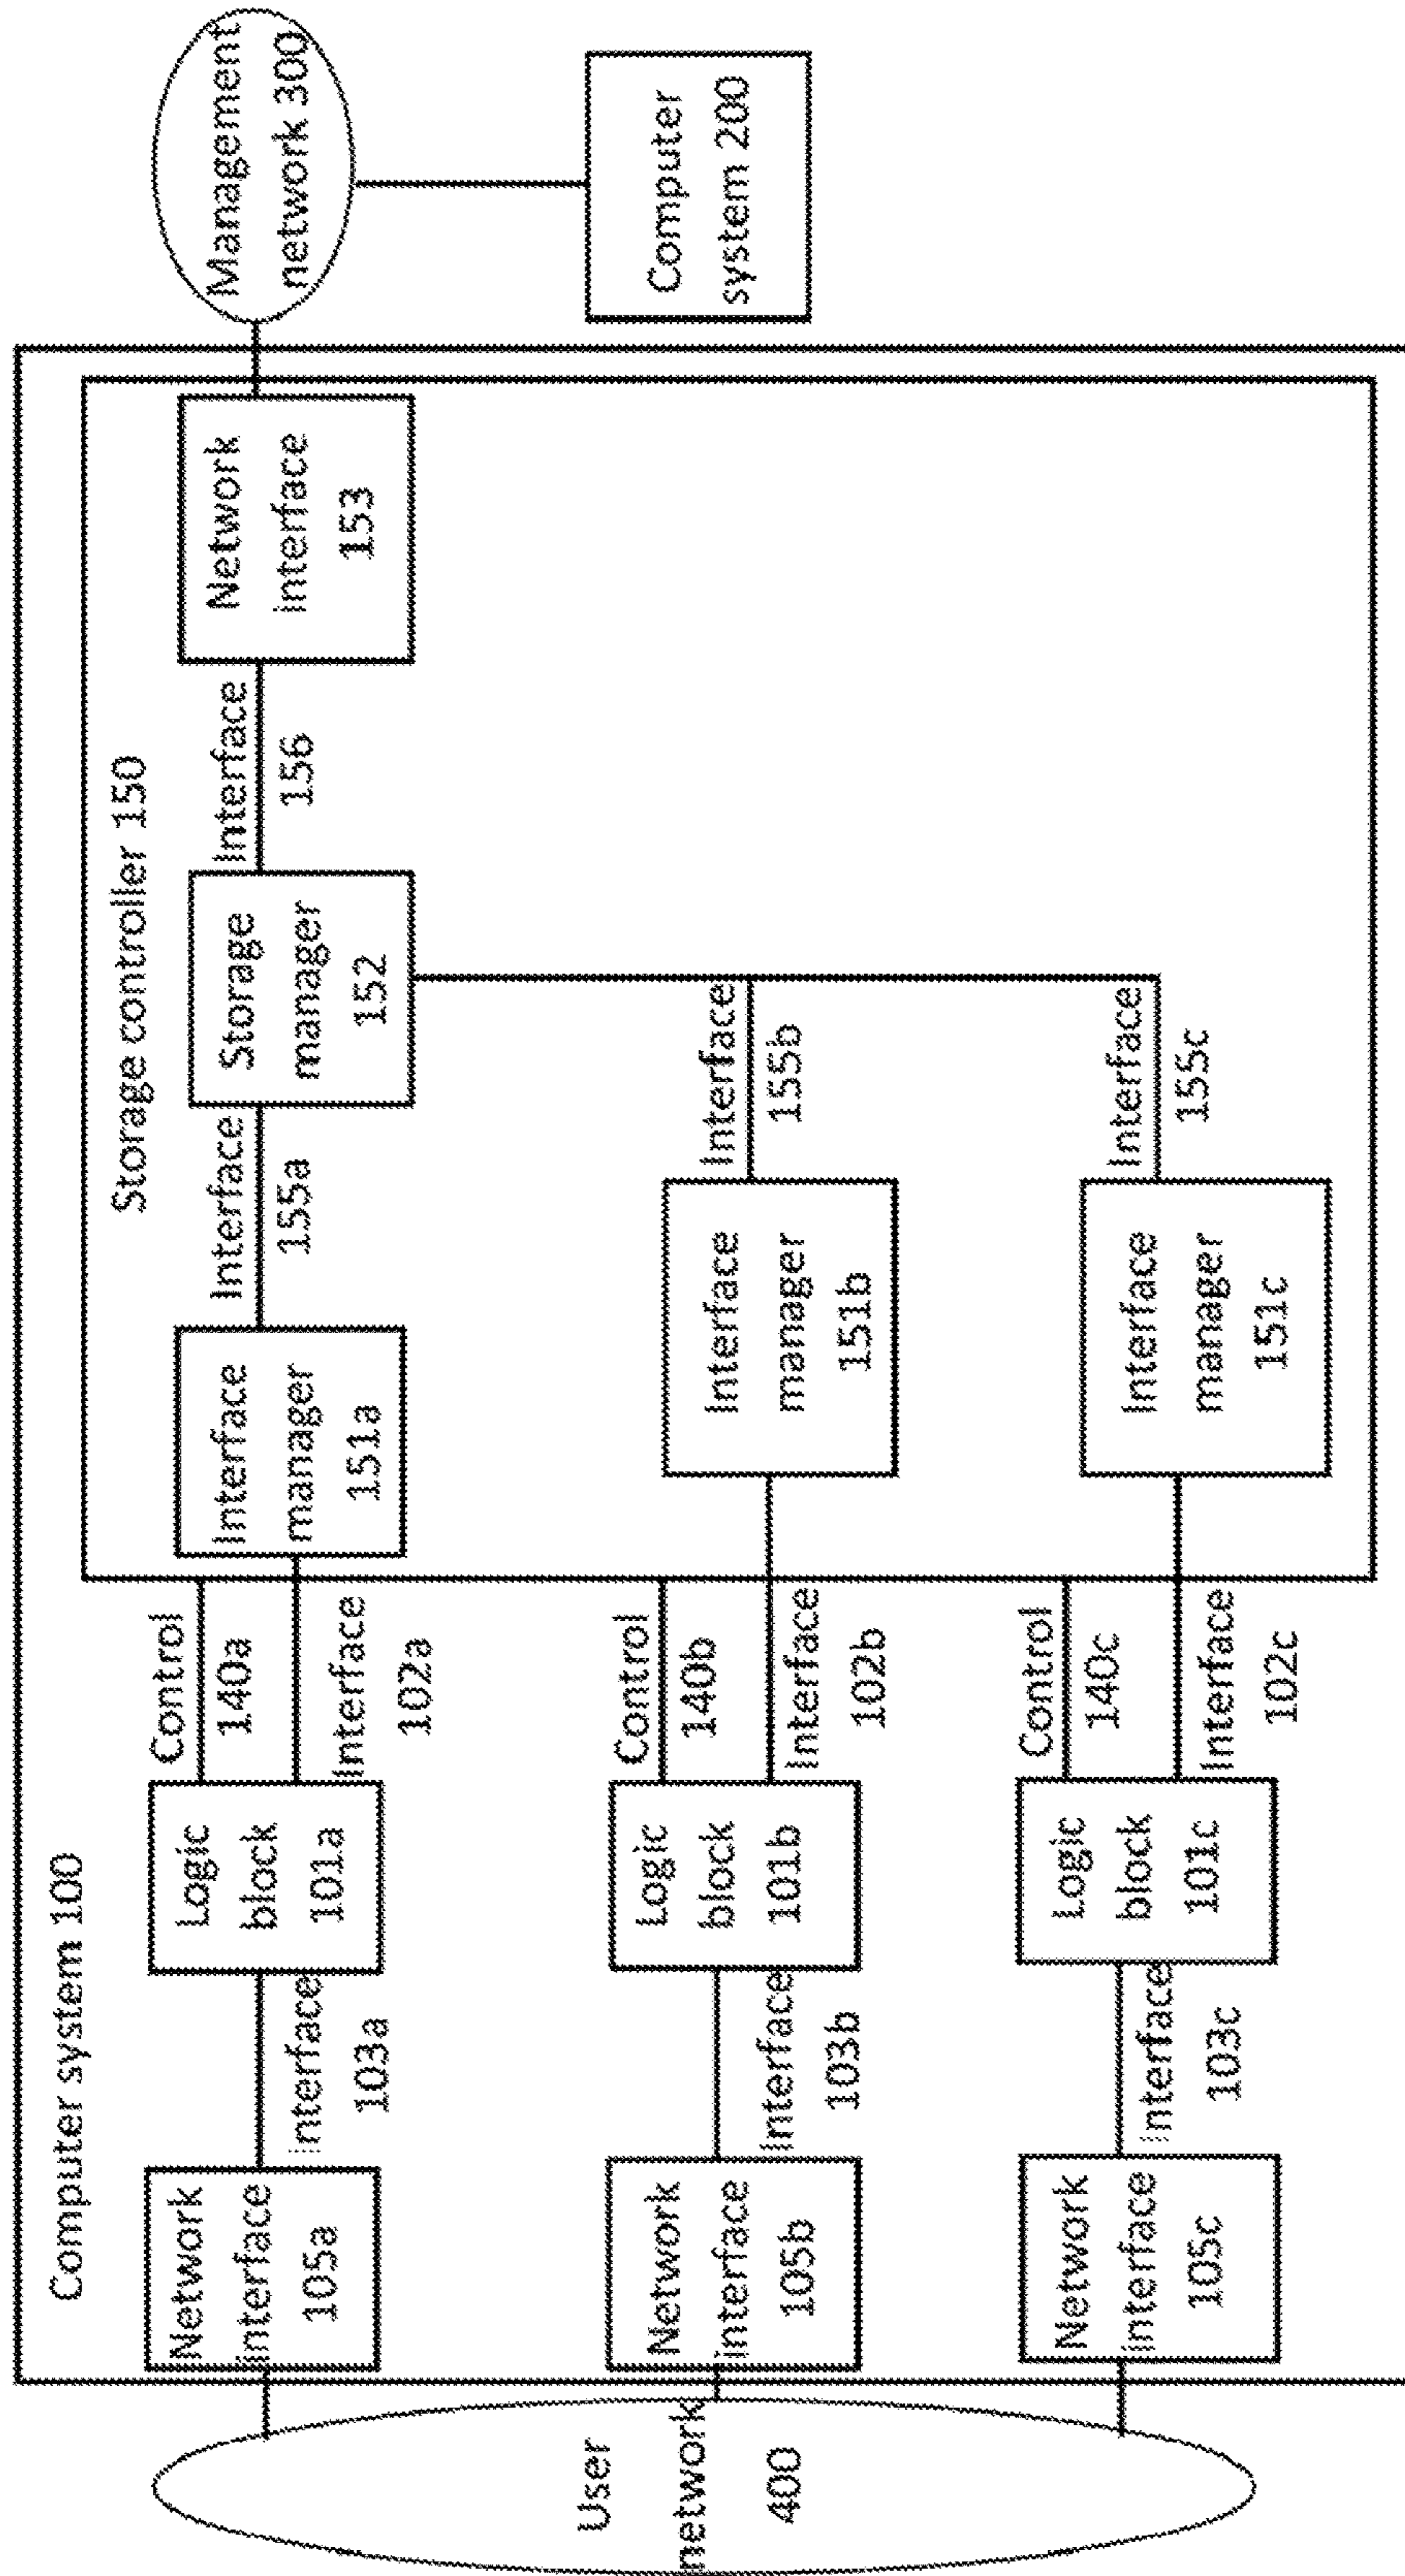 Computer system 100
Storage controller 150
User
network
400
Network
interface
105a
interface
103a
Logic
block
101a
Control
140a
Interface
102a
Interface
manager
151a
Interface
155a
Storage
manager
152
Interface
156
Network
interface
153
Management
network 300
Computer
system 200
Network
interface
105b
Interface
103b
Logic
block
101b
Control
140b
Interface
102b
Interface
manager
151b
Interface
155b
Network
interface
105c
interface
103c
Logic
block
101c
Control
140c
Interface
102c
Interface
manager
151c
Interface
155c